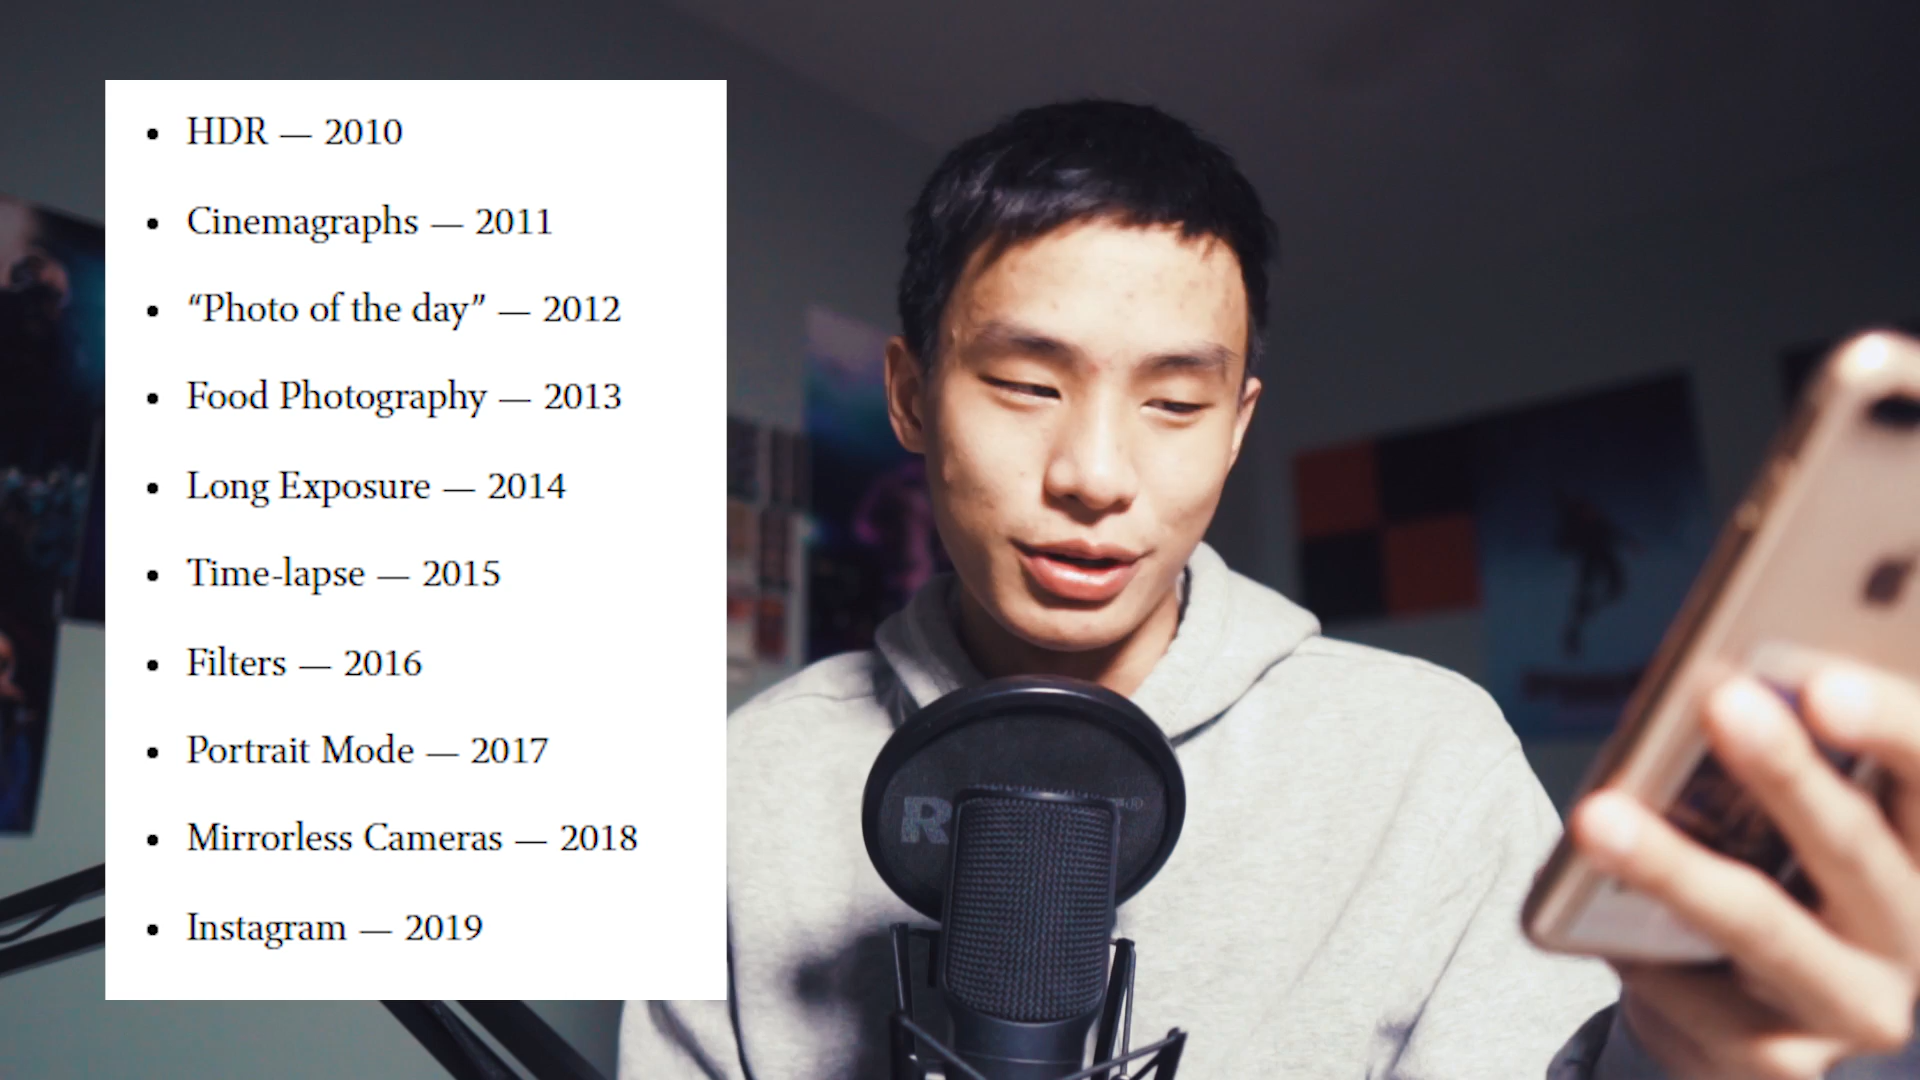 • HDR — 2010
• Cinemagraphs — 2011
• “Photo of the day” — 2012
• Food Photography — 2013
• Long Exposure — 2014
• Time-lapse — 2015
• Filters — 2016
• Portrait Mode — 2017
• Mirrorless Cameras — 2018
• Instagram — 2019